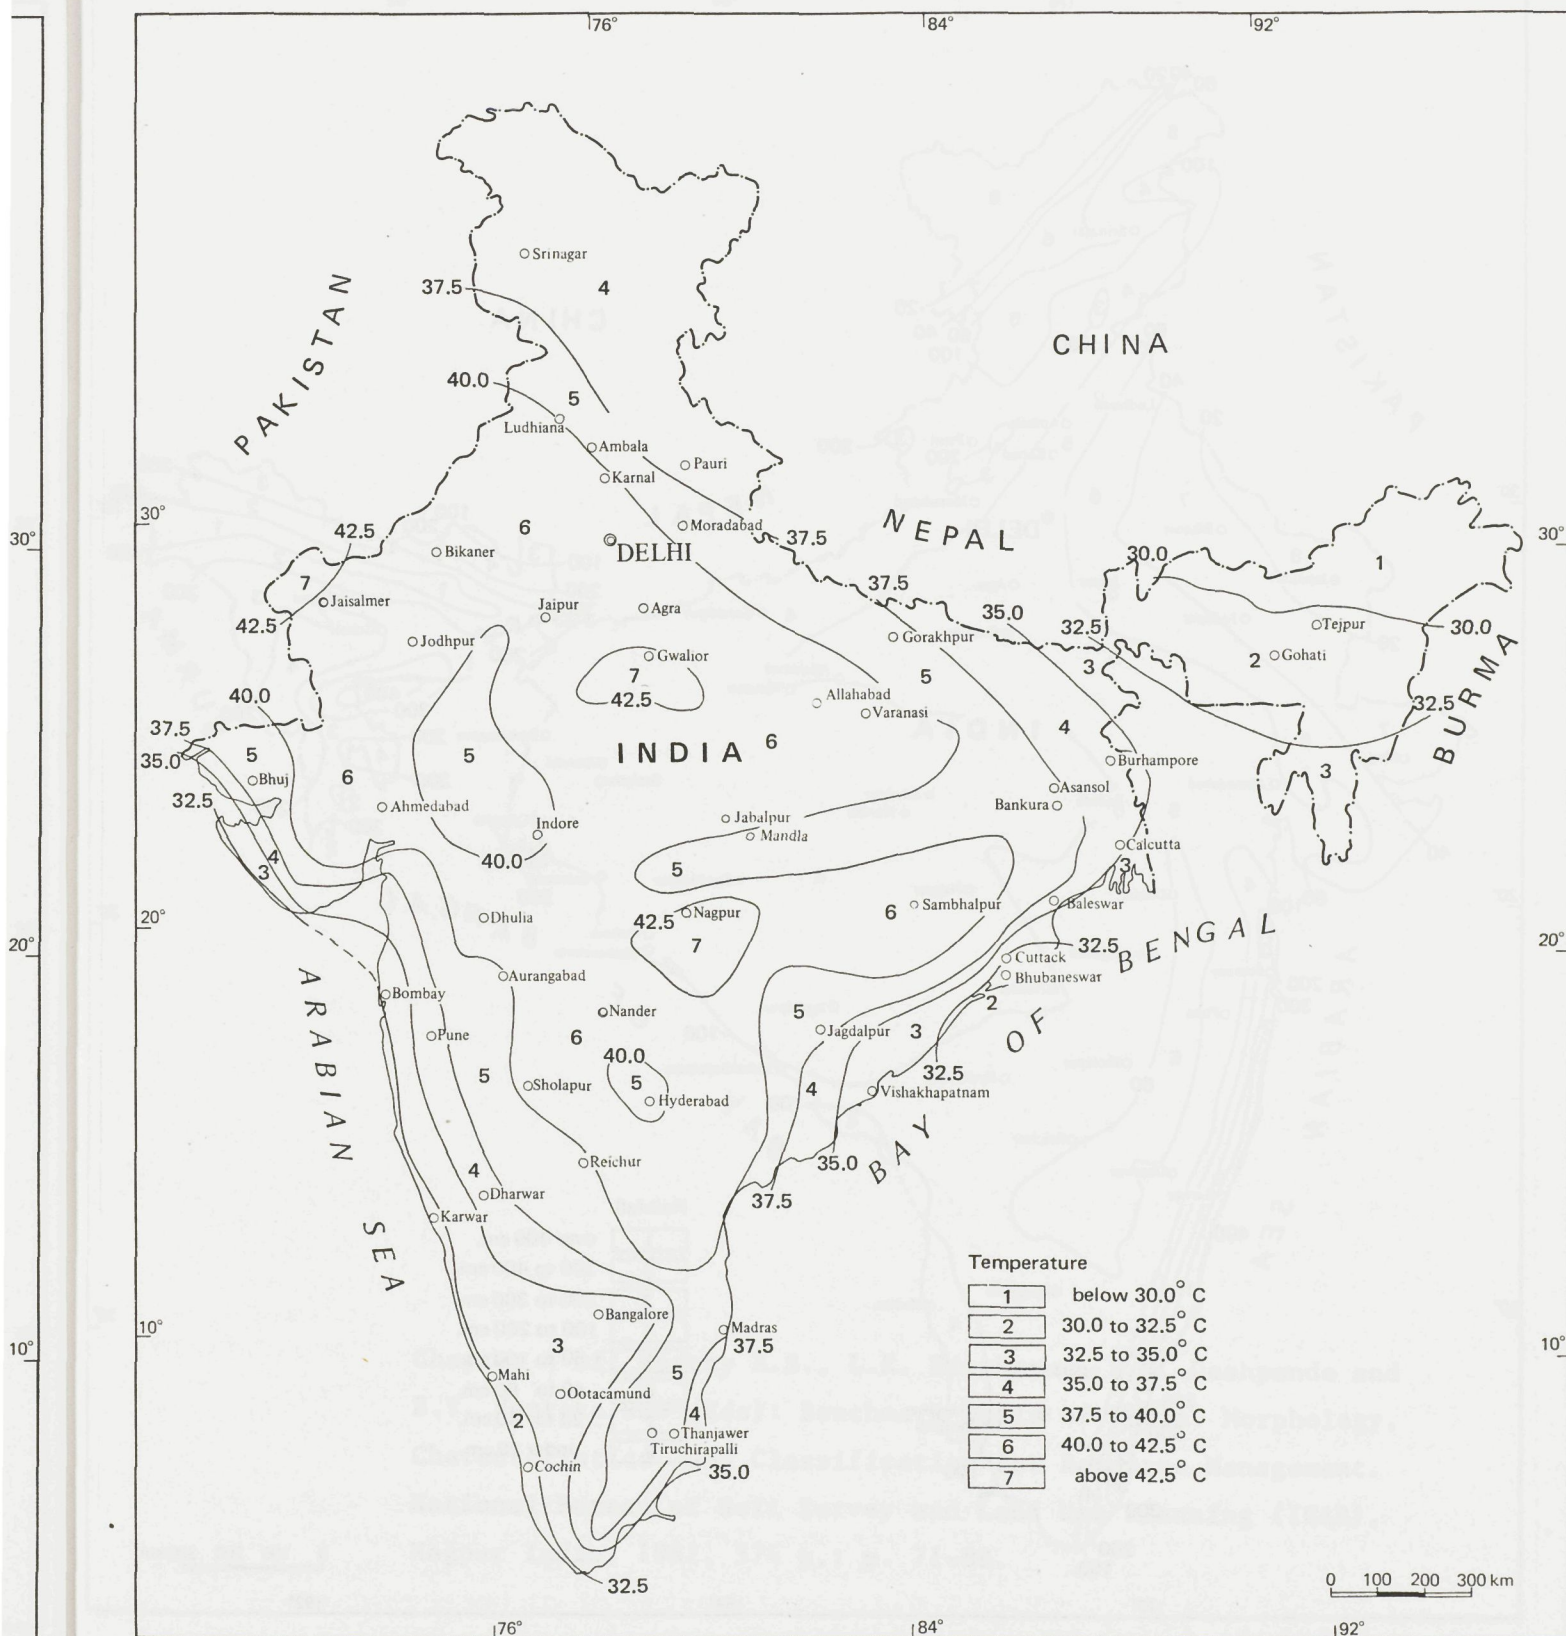 76°
84°
92°
Srinagar
37.5
4
PAKISTAN
CHINA
40.0
5
Ludhiana
Ambala
Pauri
Karnal
30°
30°
30°
42.5
6
Moradabad
37.5
NEPAL
Bikaner
DELHI
30.0
1
7
Jaisalmer
37.5
Jaipur
Agra
35.0
42.5
32.5
Tejpur
30.0
Jodhpur
Gorakhpur
Gwalior
2
Gohati
BURMA
7
5
3
40.0
42.5
Allahabad
Varanasi
32.5
37.5
4
35.0
5
5
INDIA
6
Burhampore
3
Bhuj
6
32.5
Ahmedabad
Asansol
Bankura
Indore
Jabalpur
Mandla
Calcutta
40.0
4
3
5
3
20°
20°
20°
Dhulia
42.5
Nagpur
6
Sambhalpur
Baleswar
7
32.5
BAY OF BENGAL
Cuttack
Bhubaneswar
Aurangabad
ARABIAN SEA
Bombay
2
Nander
5
Jagdalpur
3
Pune
6
40.0
5
5
32.5
Sholapur
Hyderabad
4
Vishakhapatnam
Reichur
35.0
4
37.5
Dharwar
Karwar
Temperature
1 below 30.0° C
2 30.0 to 32.5° C
3 32.5 to 35.0° C
4 35.0 to 37.5° C
5 37.5 to 40.0° C
6 40.0 to 42.5° C
7 above 42.5° C
Bangalore
10°
10°
10°
Madras
37.5
3
Mahi
5
Ootacamund
2
4
Thanjawer
Tiruchirapalli
Cochin
35.0
32.5
0 100 200 300 km
76°
84°
92°